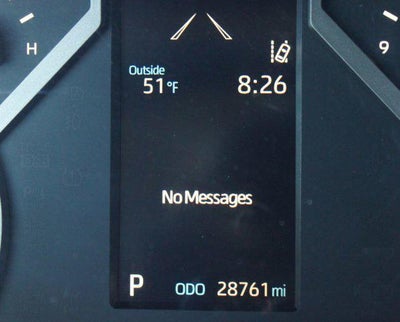 H
9
Outside
51°F 8:26
No Messages
P ODO 28761 mi